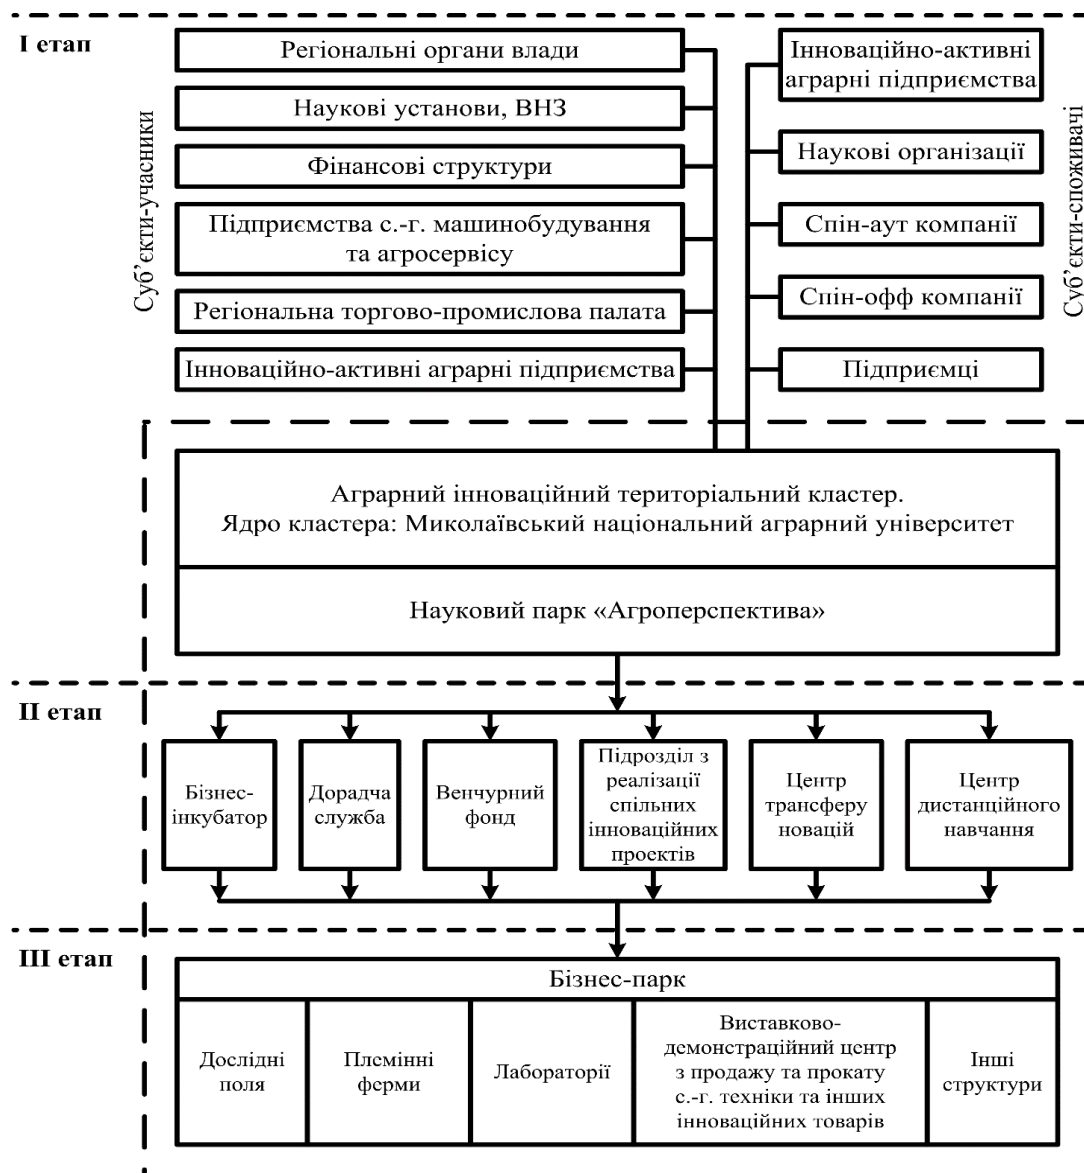 I етап
Суб’єкти-учасники
Регіональні органи влади
Наукові установи, ВНЗ
Фінансові структури
Підприємства с.-г. машинобудування
та агросервісу
Регіональна торгово-промислова палата
Інноваційно-активні аграрні підприємства
Інноваційно-активні
аграрні підприємства
Наукові організації
Спін-аут компанії
Спін-офф компанії
Підприємці
Суб’єкти-споживачі
Аграрний інноваційний територіальний кластер.
Ядро кластера: Миколаївський національний аграрний університет
Науковий парк «Агроперспектива»
II етап
Бізнес-
інкубатор
Дорадча
служба
Венчурний
фонд
Підрозділ з
реалізації
спільних
інноваційних
проектів
Центр
трансферу
новацій
Центр
дистанційного
навчання
III етап
Бізнес-парк
Дослідні
поля
Племінні
ферми
Лабораторії
Виставково-
демонстраційний центр
з продажу та прокату
с.-г. техніки та інших
інноваційних товарів
Інші
структури